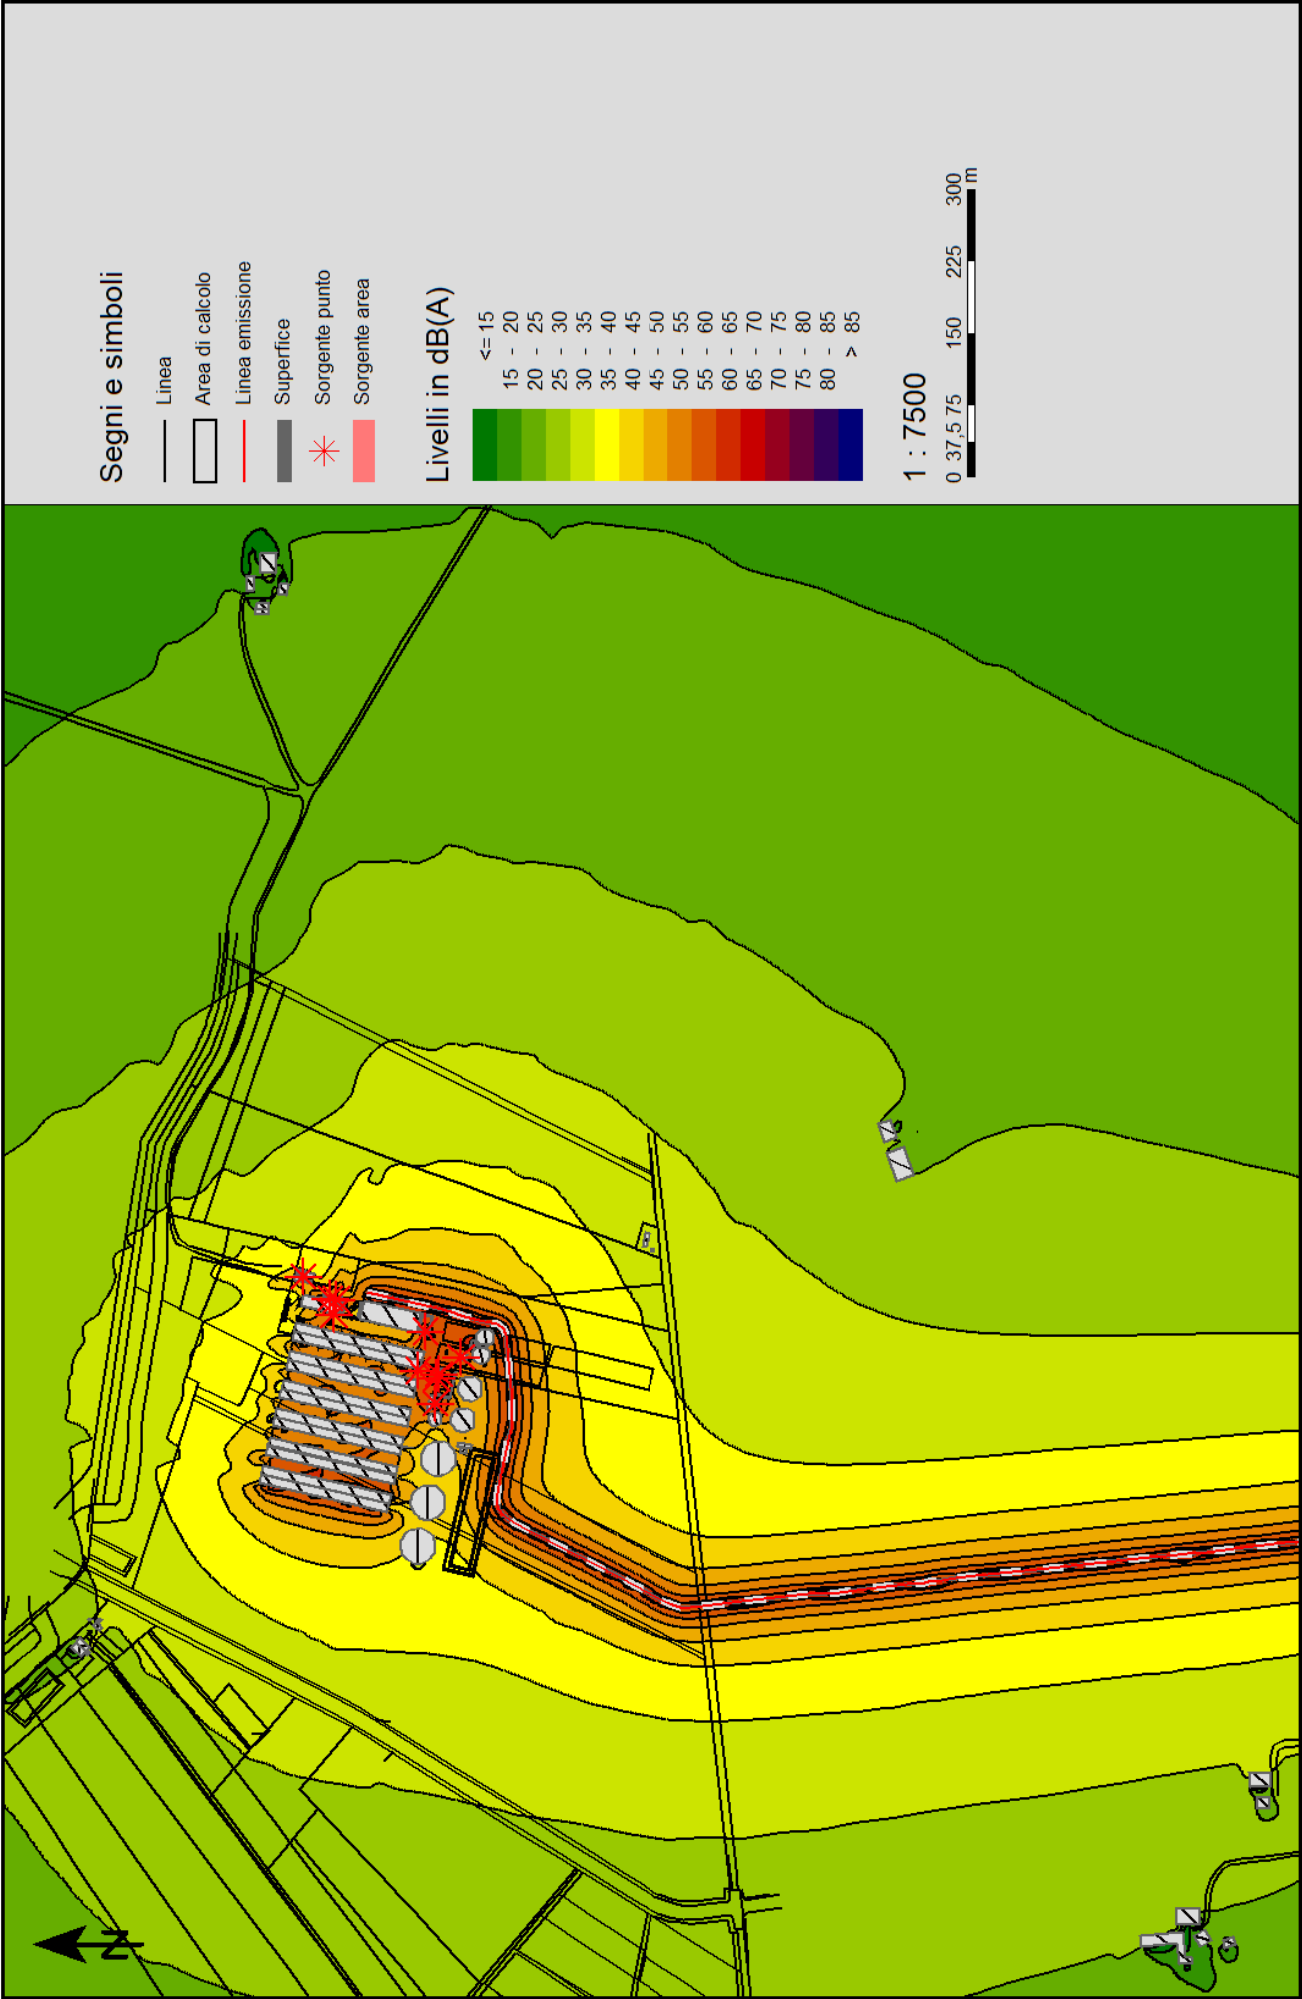 Segni e simboli
Linea
Area di calcolo
Linea emissione
Superfice
Sorgente punto
Sorgente area
Livelli in dB(A)
<= 15
15 - 20
20 - 25
25 - 30
30 - 35
35 - 40
40 - 45
45 - 50
50 - 55
55 - 60
60 - 65
65 - 70
70 - 75
75 - 80
80 - 85
> 85
1 : 7500
0 37,5 75 150 225 300
m
N